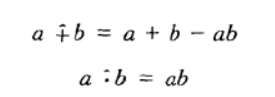 a ∔ b = a + b − ab
a ⋮ b = ab